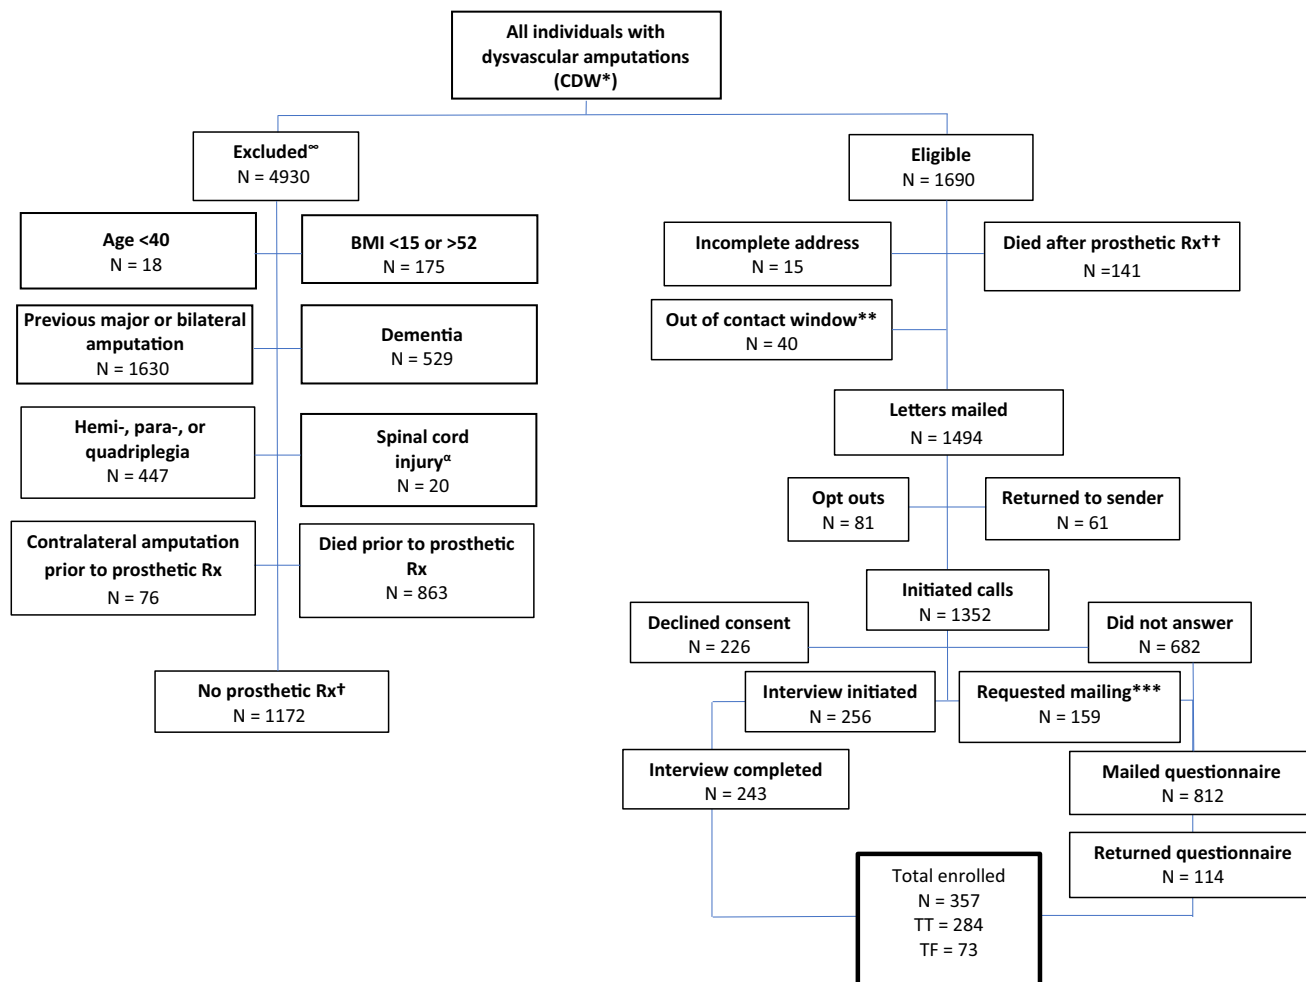 All individuals with
dysvascular amputations
(CDW*)
Excluded∞
N = 4930
Eligible
N = 1690
Age <40
N = 18
BMI <15 or >52
N = 175
Incomplete address
N = 15
Died after prosthetic Rx††
N =141
Previous major or bilateral
amputation
N = 1630
Dementia
N = 529
Out of contact window**
N = 40
Hemi-, para-, or
quadriplegia
N = 447
Spinal cord
injuryα
N = 20
Letters mailed
N = 1494
Opt outs
N = 81
Returned to sender
N = 61
Contralateral amputation
prior to prosthetic Rx
N = 76
Died prior to prosthetic
Rx
N = 863
Initiated calls
N = 1352
Declined consent
N = 226
Did not answer
N = 682
No prosthetic Rx†
N = 1172
Interview initiated
N = 256
Requested mailing***
N = 159
Interview completed
N = 243
Mailed questionnaire
N = 812
Returned questionnaire
N = 114
Total enrolled
N = 357
TT = 284
TF = 73